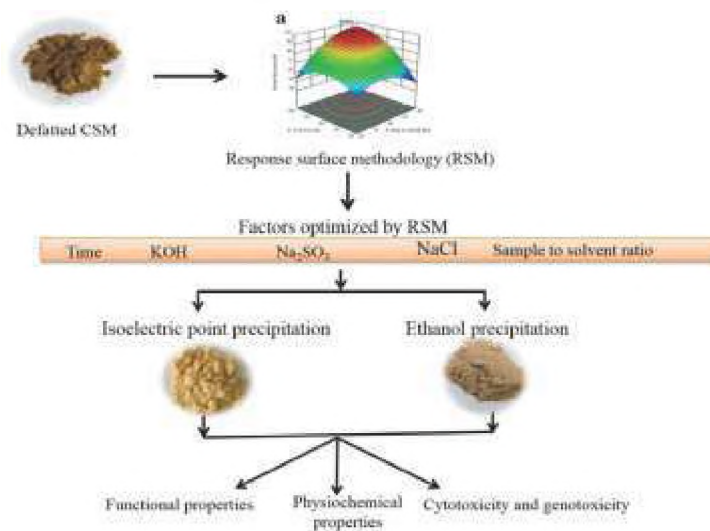 a
Defatted CSM
Response surface methodology (RSM)
Factors optimized by RSM
Time KOH Na₂SO₃ NaCl Sample to solvent ratio
Isoelectric point precipitation Ethanol precipitation
Functional properties Physiochemical properties Cytotoxicity and genotoxicity